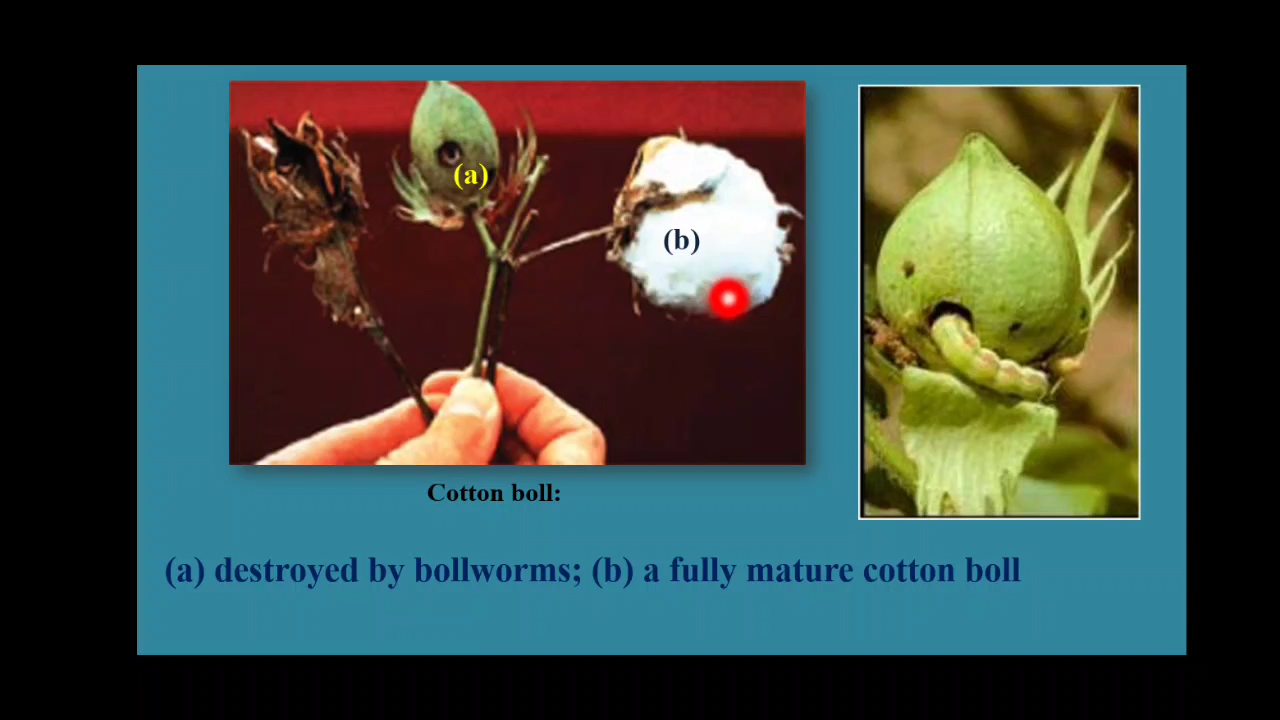 (a)
(b)
Cotton boll:
(a) destroyed by bollworms; (b) a fully mature cotton boll